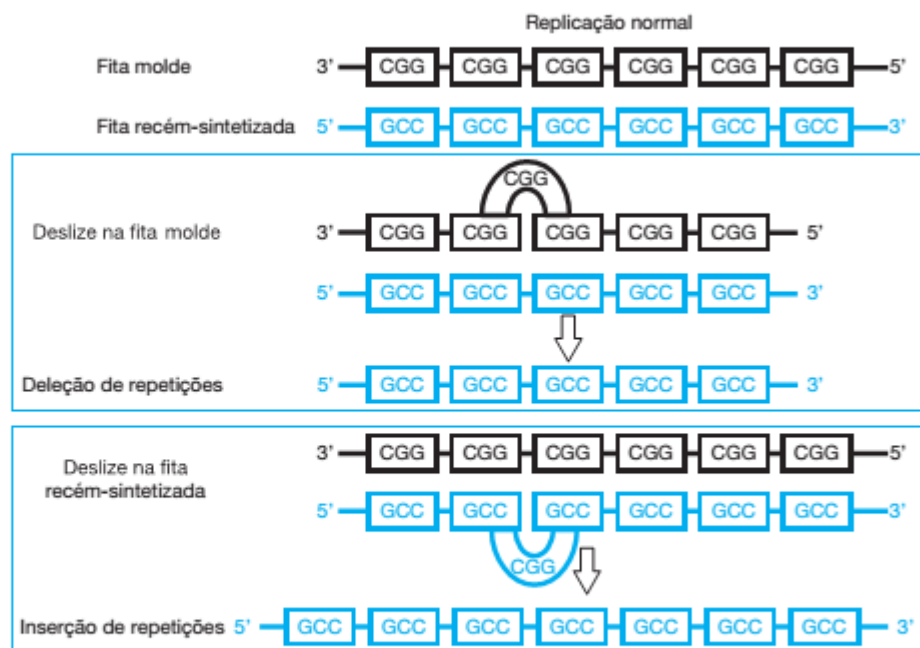 Replicação normal
Fita molde 3’ CGG CGG CGG CGG CGG CGG 5’
Fita recém-sintetizada 5’ GCC GCC GCC GCC GCC GCC 3’
CGG
Deslize na fita molde 3’ CGG CGG CGG CGG CGG 5’
5’ GCC GCC GCC GCC GCC 3’
Deleção de repetições 5’ GCC GCC GCC GCC GCC 3’
3’ CGG CGG CGG CGG CGG CGG 5’
Deslize na fita
recém-sintetizada
5’ GCC GCC GCC GCC GCC GCC 3’
CGG
Inserção de repetições 5’ GCC GCC GCC GCC GCC GCC GCC 3’